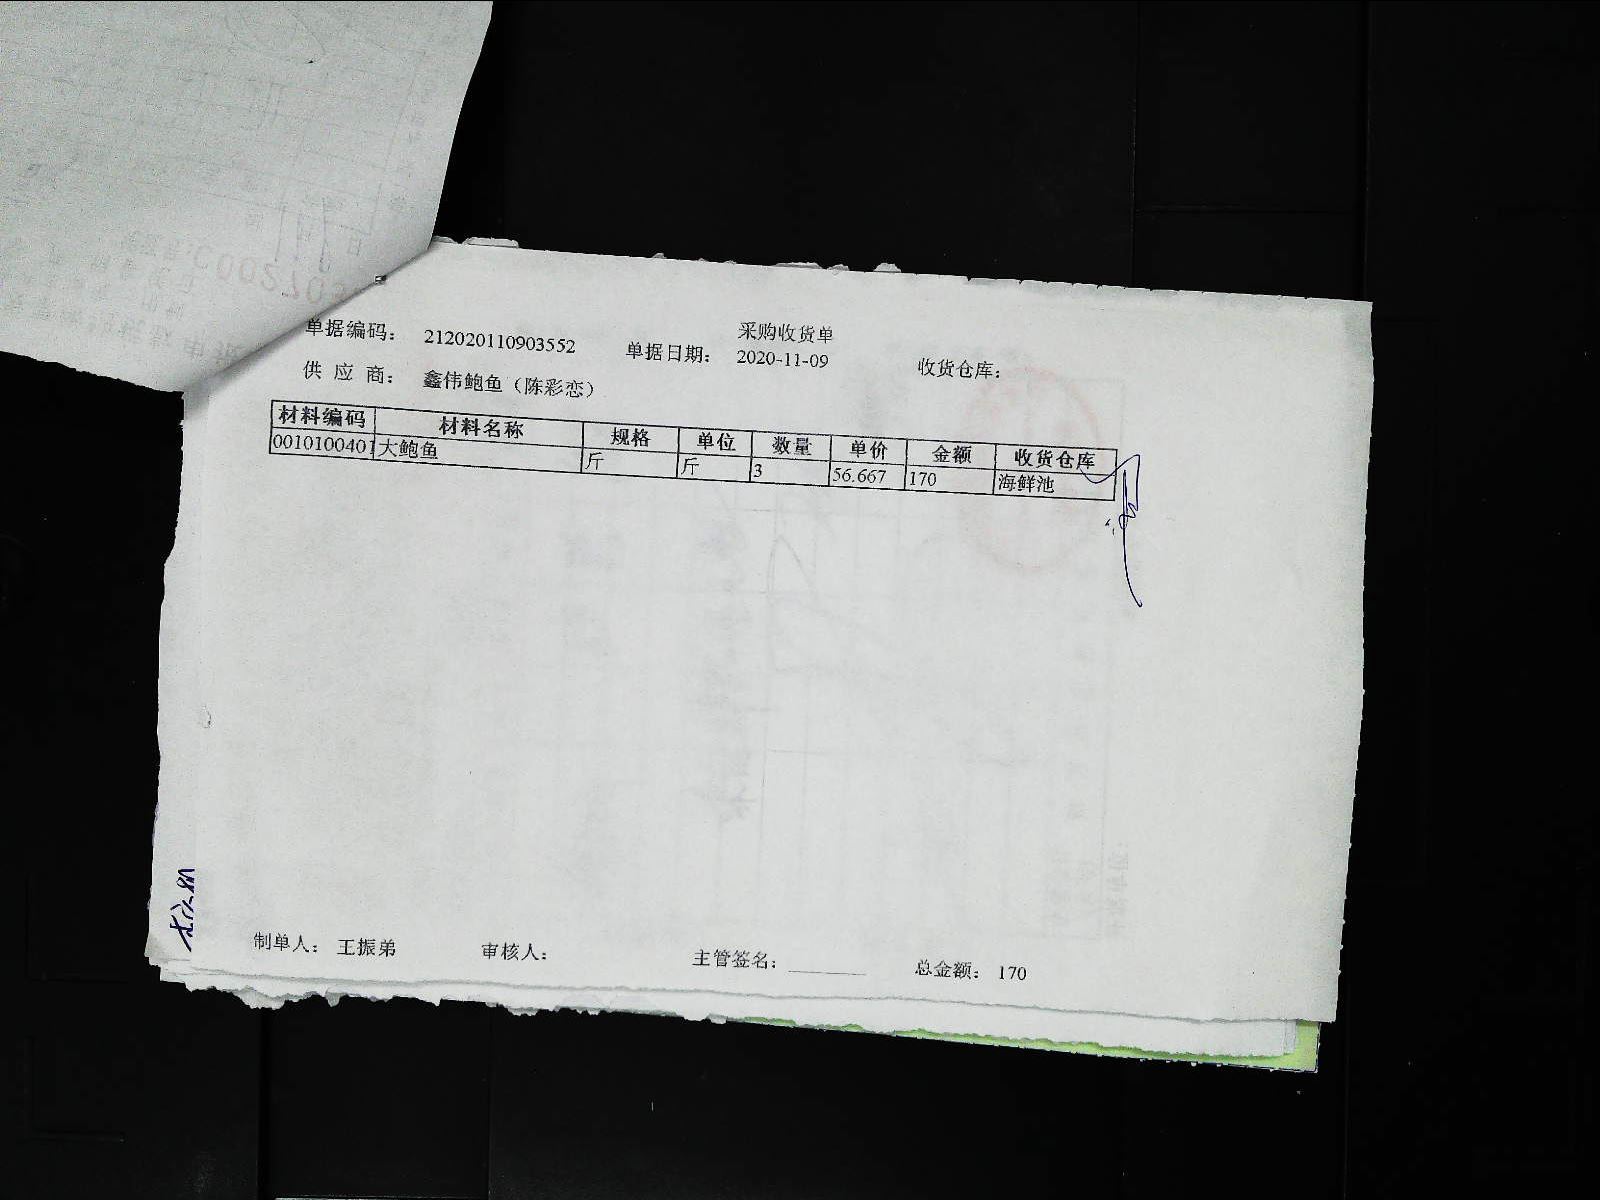 采购收货单
单据编码： 212020110903552 单据日期： 2020-11-09 收货仓库：
供 应 商： 鑫伟鲍鱼（陈彩恋）
材料编码 材料名称 规格 单位 数量 单价 金额 收货仓库
0010100401 大鲍鱼 斤 斤 3 56.667 170 海鲜池
制单人： 王振弟 审核人： 主管签名： 总金额： 170